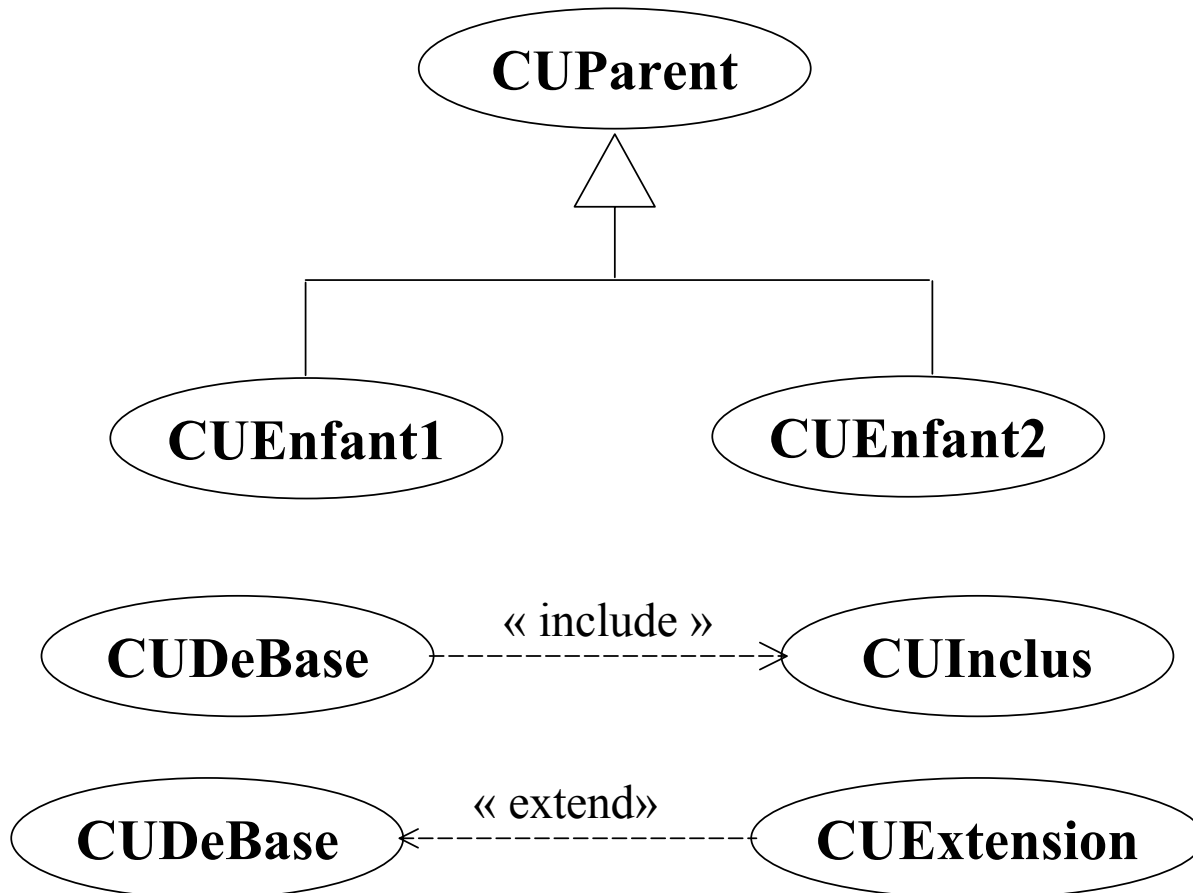 CUParent
CUEnfant1
CUEnfant2
« include »
CUDeBase
CUInclus
« extend»
CUDeBase
CUExtension